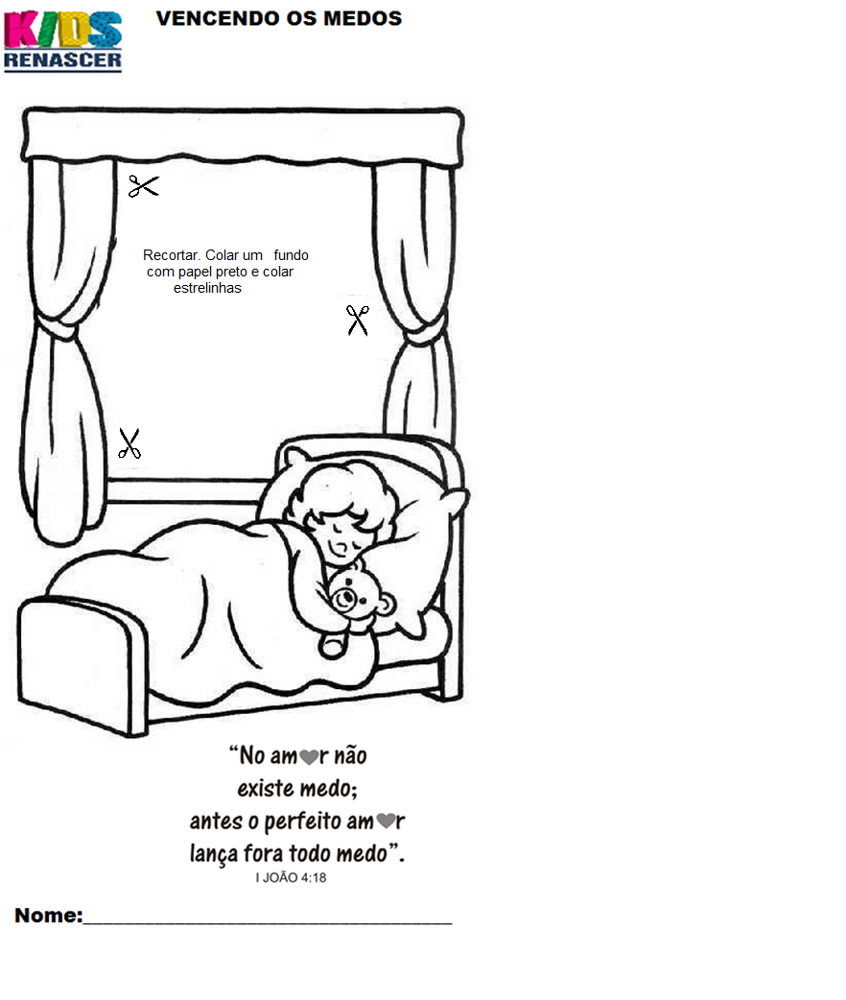 KIDS
RENASCER
VENCENDO OS MEDOS
Recortar. Colar um fundo
com papel preto e colar
estrelinhas
“No am♥r não
existe medo;
antes o perfeito am♥r
lança fora todo medo”.
I JOÃO 4:18
Nome:___________________________________